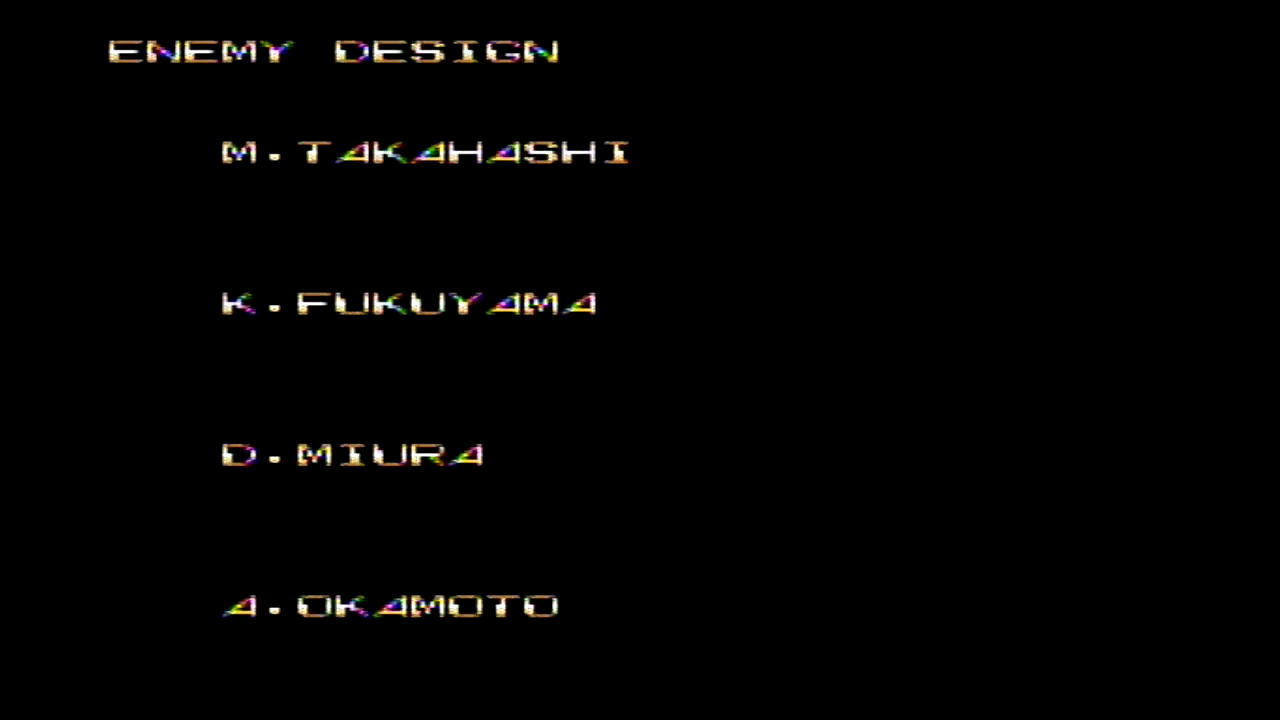 ENEMY DESIGN
M.TAKAHASHI
K.FUKUYAMA
D.MIURA
A.OKAMOTO